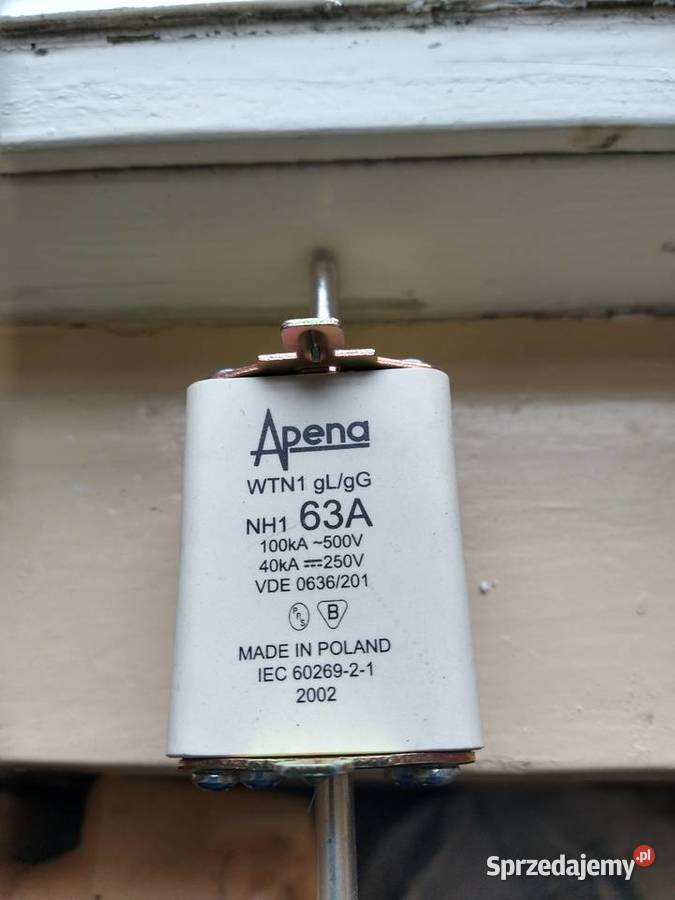 Apena
WTN1 gL/gG
NH1 63A
100kA ~500V
40kA ⎓250V
VDE 0636/201
B
MADE IN POLAND
IEC 60269-2-1
2002
Sprzedajemy.pl